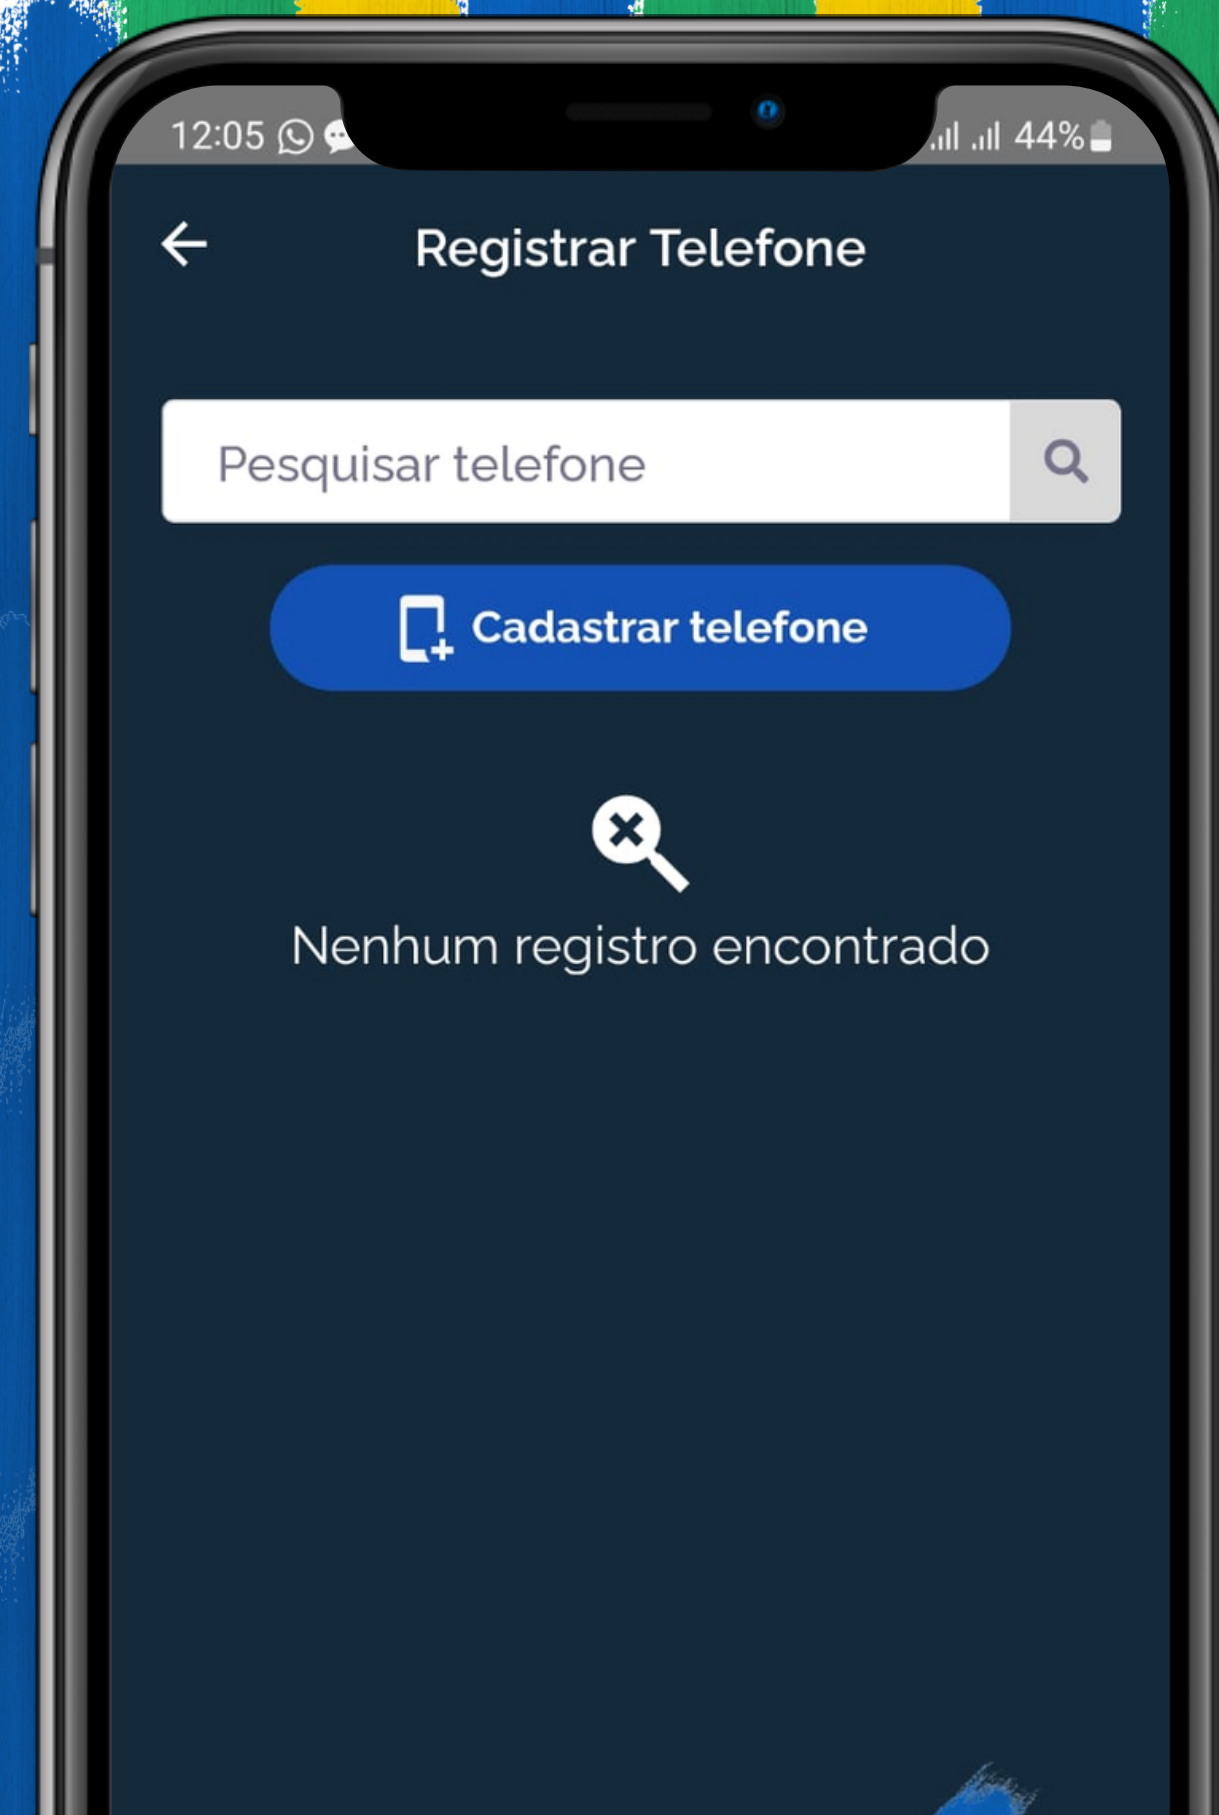 12:05
44%
Registrar Telefone
Pesquisar telefone
Cadastrar telefone
Nenhum registro encontrado